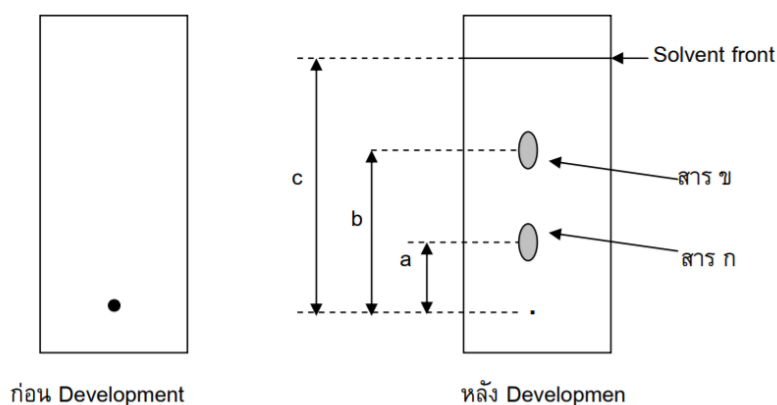 Solvent front
c
สาร ข
b
a
สาร ก
ก่อน Development
หลัง Developmen